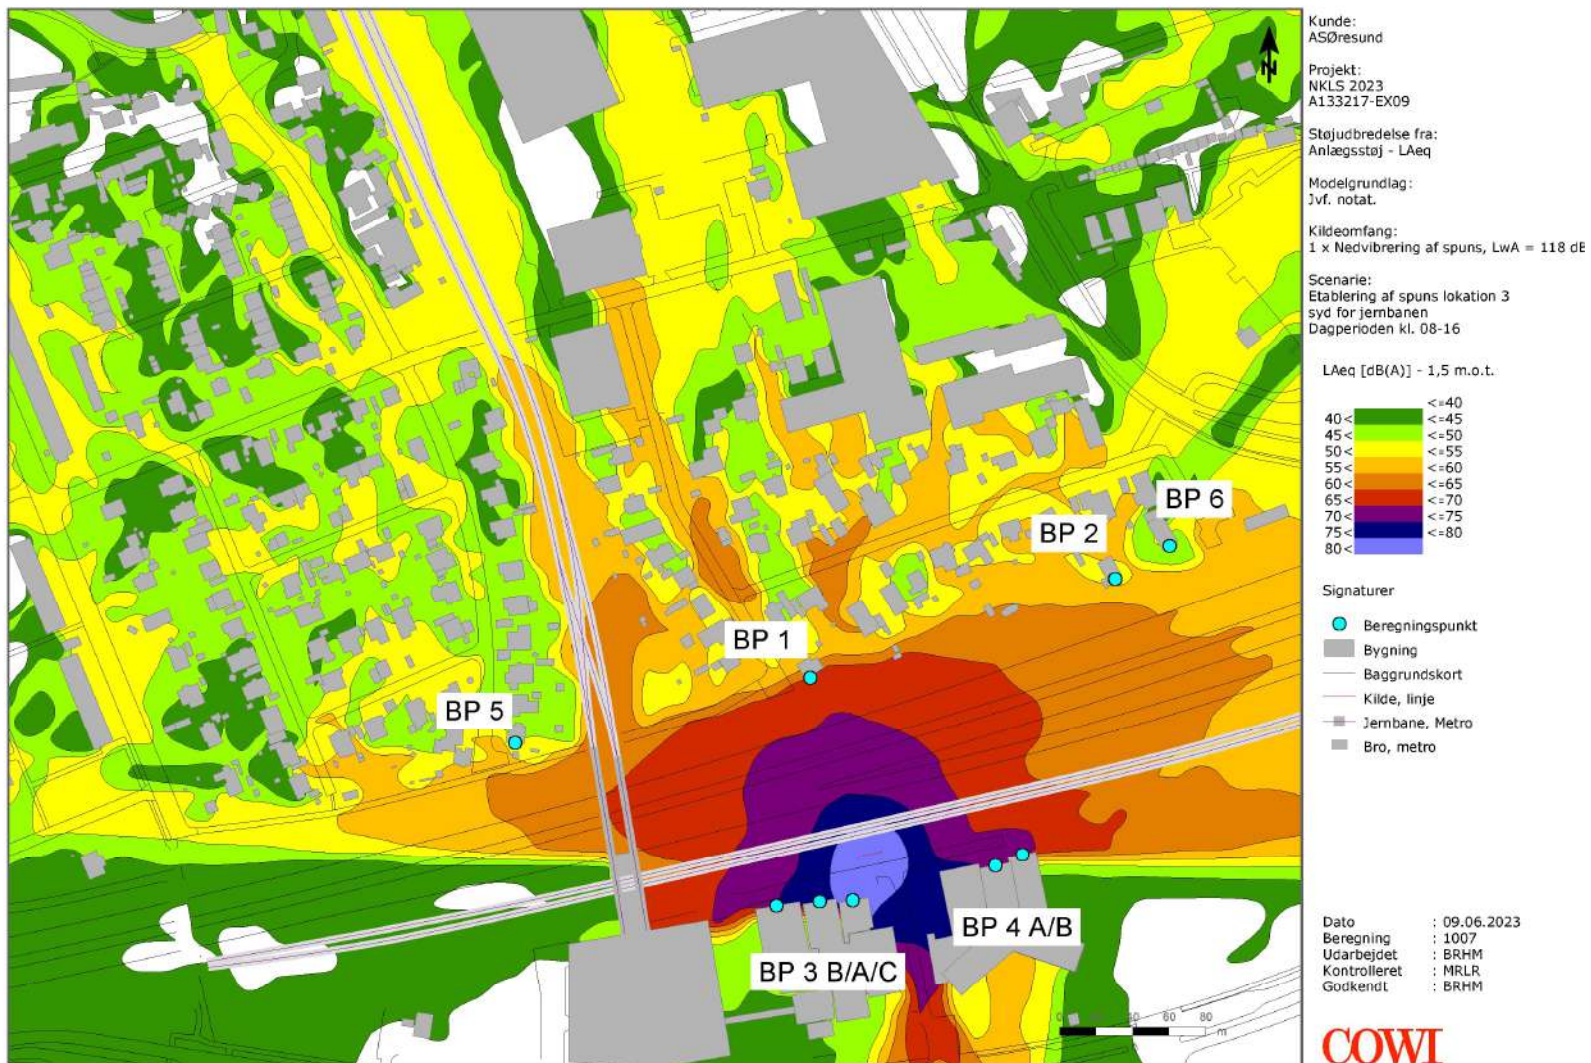 N
BP 6
BP 2
BP 1
BP 5
BP 4 A/B
BP 3 B/A/C
0 40 60 80
m
Kunde:
ASØresund
Projekt:
NKLS 2023
A133217-EX09
Støjudbredelse fra:
Anlægsstøj - LAeq
Modelgrundlag:
Jvf. notat.
Kildeomfang:
1 x Nedvibrering af spuns, LwA = 118 dB
Scenarie:
Etablering af spuns lokation 3
syd for jernbanen
Dagperioden kl. 08-16
LAeq [dB(A)] - 1,5 m.o.t.
<=40
40 < <=45
45 < <=50
50 < <=55
55 < <=60
60 < <=65
65 < <=70
70 < <=75
75 < <=80
80 <
Signaturer
Beregningspunkt
Bygning
Baggrundskort
Kilde, linje
Jernbane, Metro
Bro, metro
Dato : 09.06.2023
Beregning : 1007
Udarbejdet : BRHM
Kontrolleret : MRLR
Godkendt : BRHM
COWI